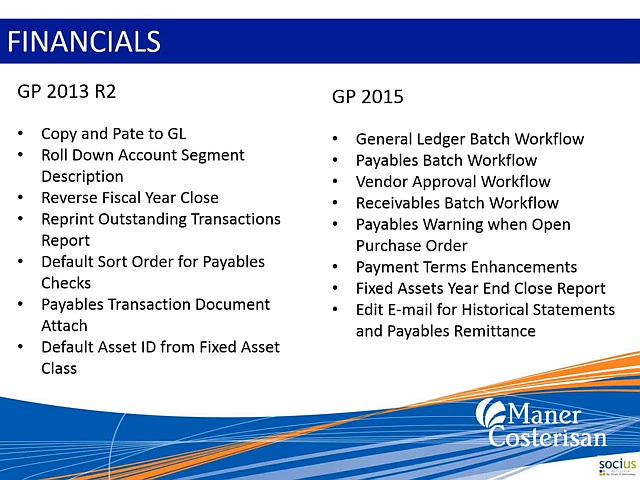 FINANCIALS
GP 2013 R2
• Copy and Pate to GL
• Roll Down Account Segment
Description
• Reverse Fiscal Year Close
• Reprint Outstanding Transactions
Report
• Default Sort Order for Payables
Checks
• Payables Transaction Document
Attach
• Default Asset ID from Fixed Asset
Class
GP 2015
• General Ledger Batch Workflow
• Payables Batch Workflow
• Vendor Approval Workflow
• Receivables Batch Workflow
• Payables Warning when Open
Purchase Order
• Payment Terms Enhancements
• Fixed Assets Year End Close Report
• Edit E-mail for Historical Statements
and Payables Remittance
Maner
Costerisan
socius